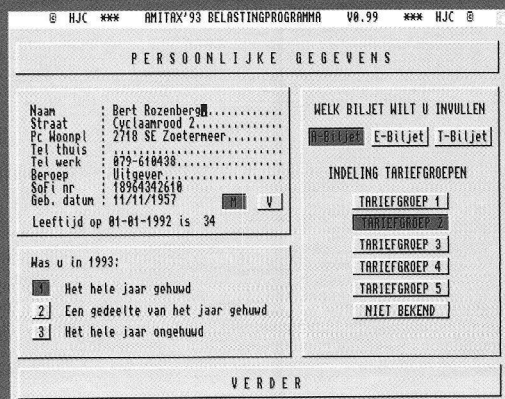 © HJC *** AMITAX'93 BELASTINGPROGRAMMA V0.99 *** HJC ©
PERSOONLIJKE GEGEVENS
Naam : Bert Rozenberg..............
Straat : Cyclaamrood 2..............
Pc Woonpl : 2718 SE Zoetermeer..........
Tel thuis : ............................
Tel werk : 079-610438..................
Beroep : Uitgever....................
SoFi nr : 18964342610
Geb. datum : 11/11/1957 M V
Leeftijd op 01-01-1992 is 34
Was u in 1993:
1 Het hele jaar gehuwd
2 Een gedeelte van het jaar gehuwd
3 Het hele jaar ongehuwd
WELK BILJET WILT U INVULLEN
A-Biljet E-Biljet T-Biljet
INDELING TARIEFGROEPEN
TARIEFGROEP 1
TARIEFGROEP 2
TARIEFGROEP 3
TARIEFGROEP 4
TARIEFGROEP 5
NIET BEKEND
VERDER